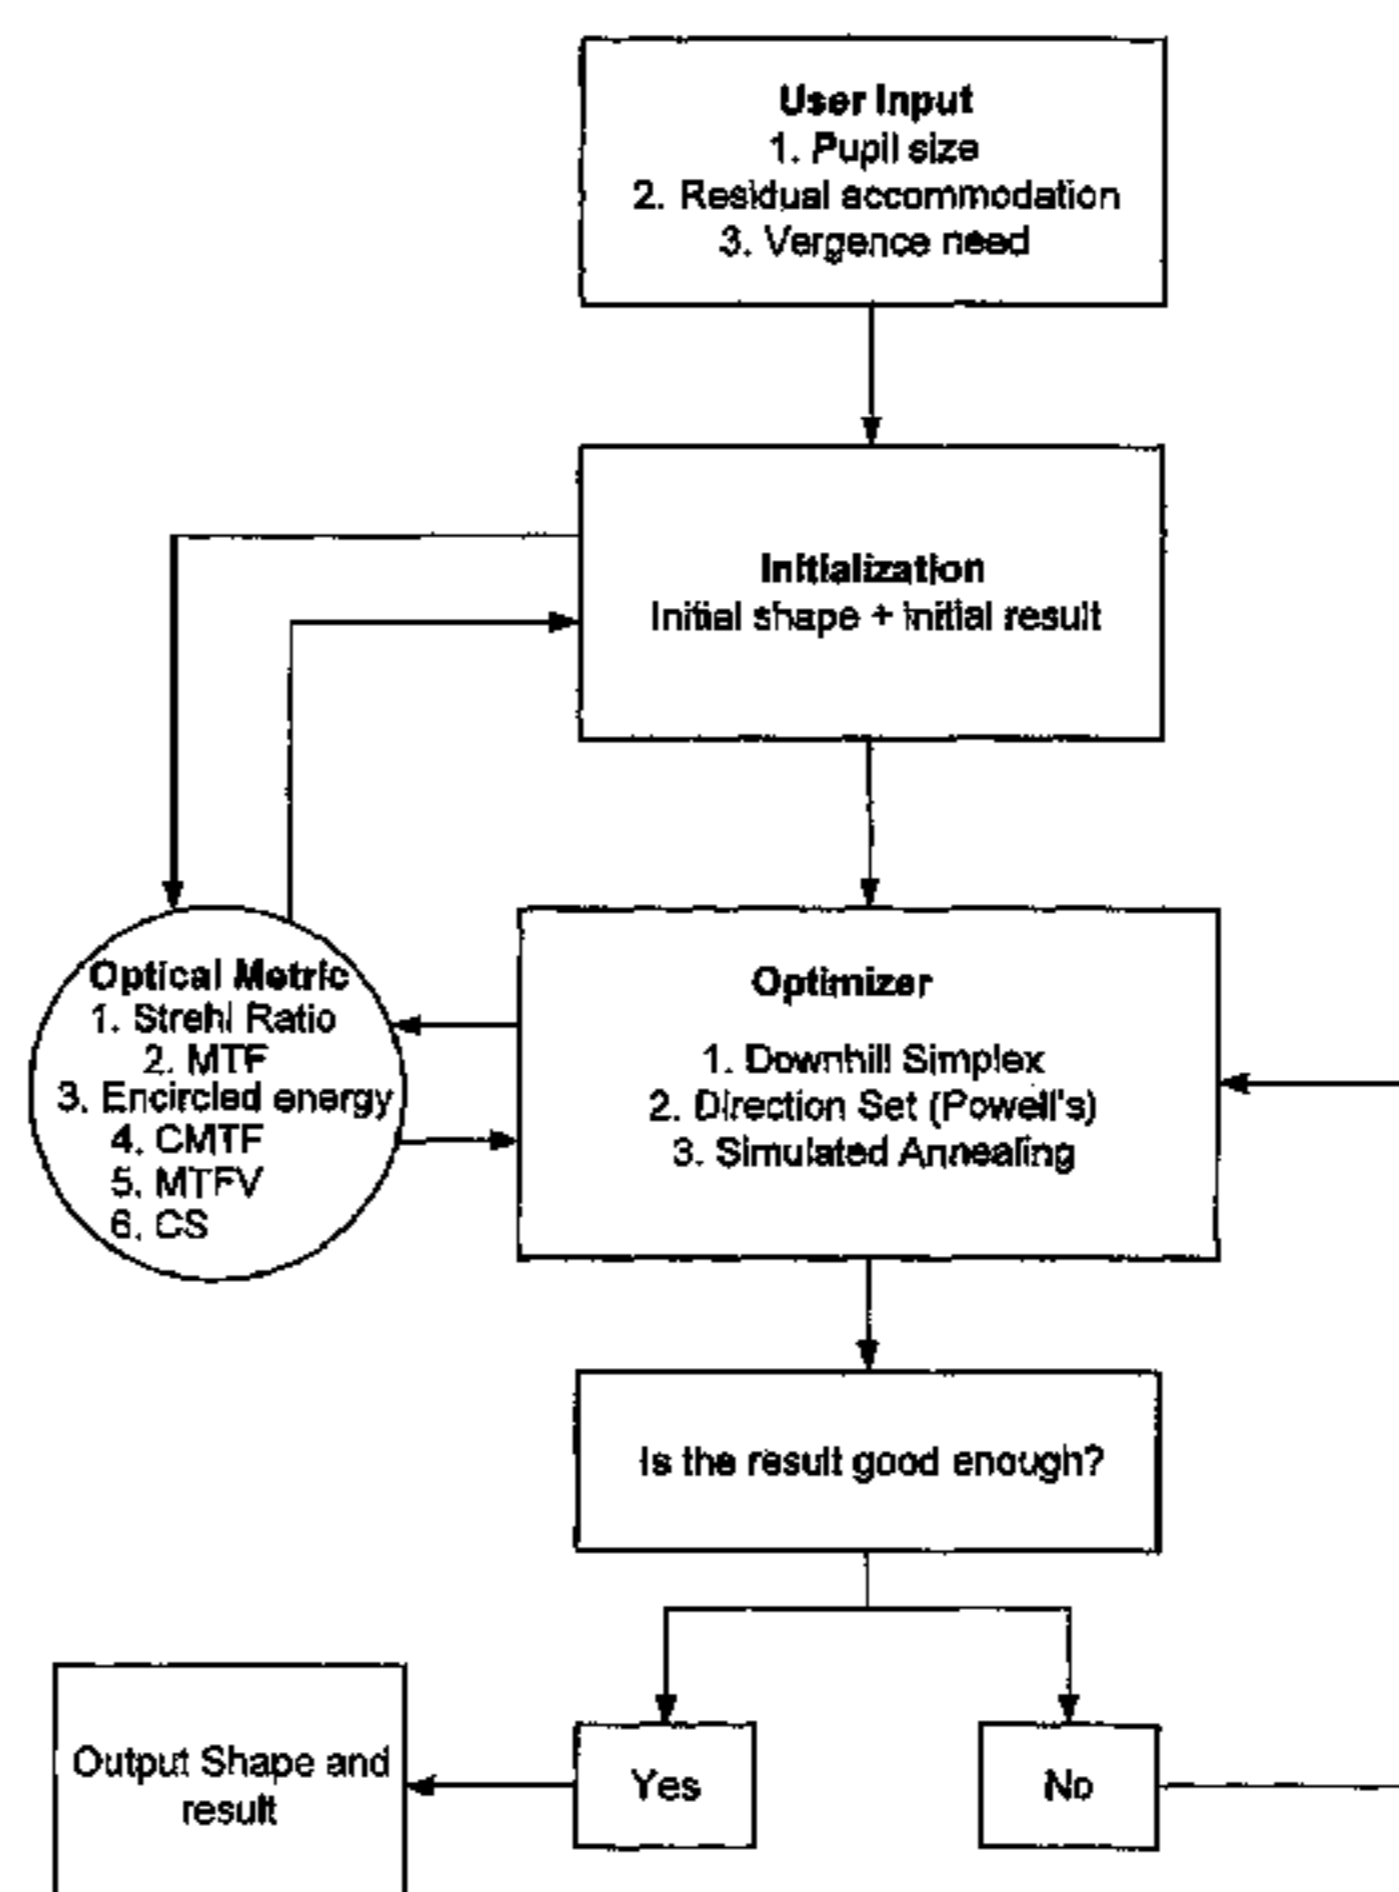 User Input
1. Pupil size
2. Residual accommodation
3. Vergence need
Initialization
Initial shape + initial result
Optical Metric
1. Strehl Ratio
2. MTF
3. Encircled energy
4. CMTF
5. MTFV
6. CS
Optimizer
1. Downhill Simplex
2. Direction Set (Powell's)
3. Simulated Annealing
Is the result good enough?
Yes
No
Output Shape and
result